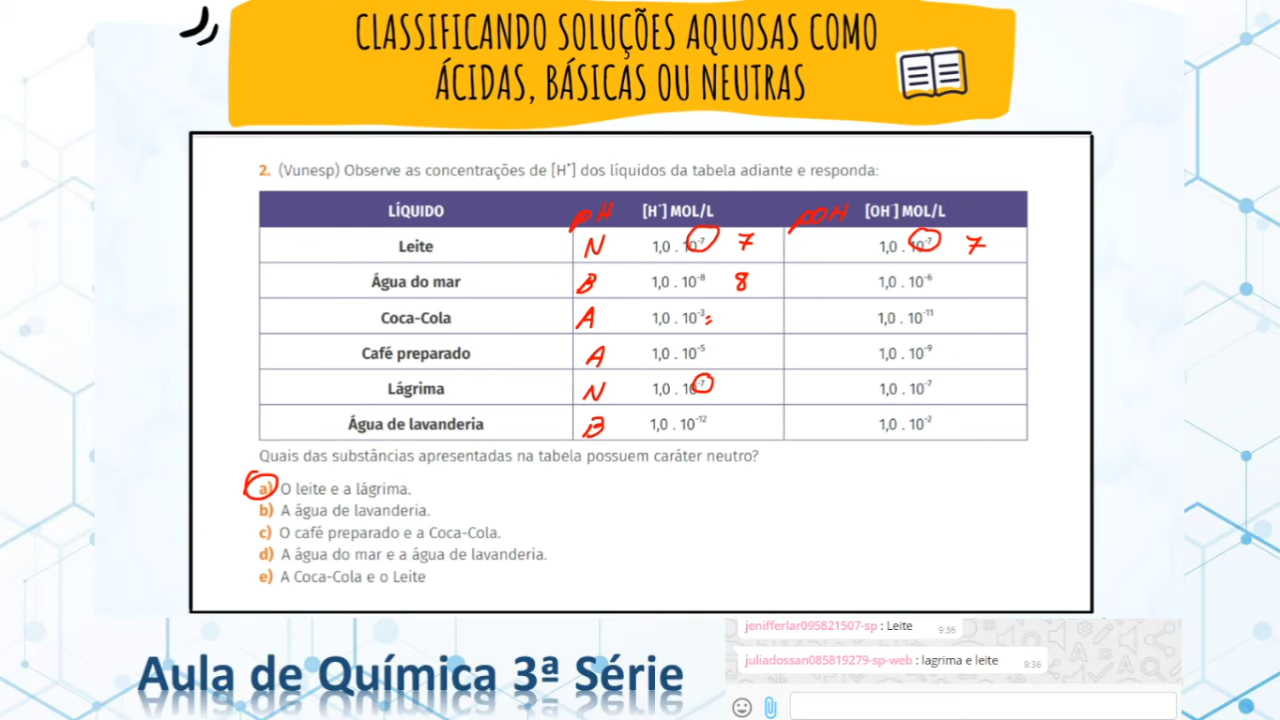 CLASSIFICANDO SOLUÇÕES AQUOSAS COMO
ÁCIDAS, BÁSICAS OU NEUTRAS
2. (Vunesp) Observe as concentrações de [H⁺] dos líquidos da tabela adiante e responda:
LÍQUIDO pH [H⁺] MOL/L pOH [OH⁻] MOL/L
Leite N 1,0 . 10⁻⁷ 7 1,0 . 10⁻⁷ 7
Água do mar B 1,0 . 10⁻⁸ 8 1,0 . 10⁻⁶
Coca-Cola A 1,0 . 10⁻³ 1,0 . 10⁻¹¹
Café preparado A 1,0 . 10⁻⁵ 1,0 . 10⁻⁹
Lágrima N 1,0 . 10⁻⁷ 1,0 . 10⁻⁷
Água de lavanderia B 1,0 . 10⁻¹² 1,0 . 10⁻²
Quais das substâncias apresentadas na tabela possuem caráter neutro?
a) O leite e a lágrima.
b) A água de lavanderia.
c) O café preparado e a Coca-Cola.
d) A água do mar e a água de lavanderia.
e) A Coca-Cola e o Leite
Aula de Química 3ª Série
jenifferlar095821507-sp : Leite 9:36
juliadossan085819279-sp-web : lagrima e leite 9:36